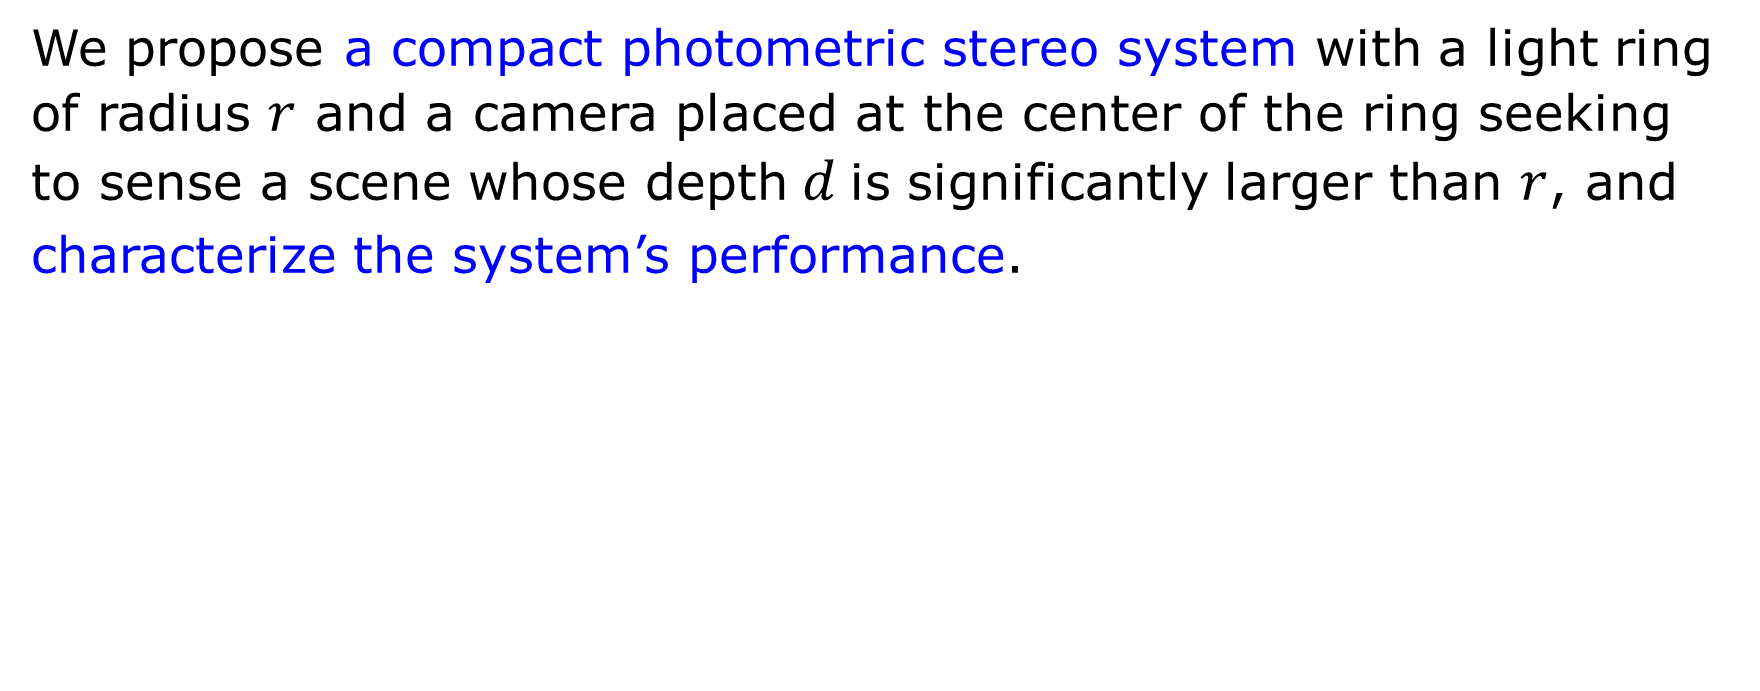 We propose a compact photometric stereo system with a light ring
of radius r and a camera placed at the center of the ring seeking
to sense a scene whose depth d is significantly larger than r, and
characterize the system’s performance.